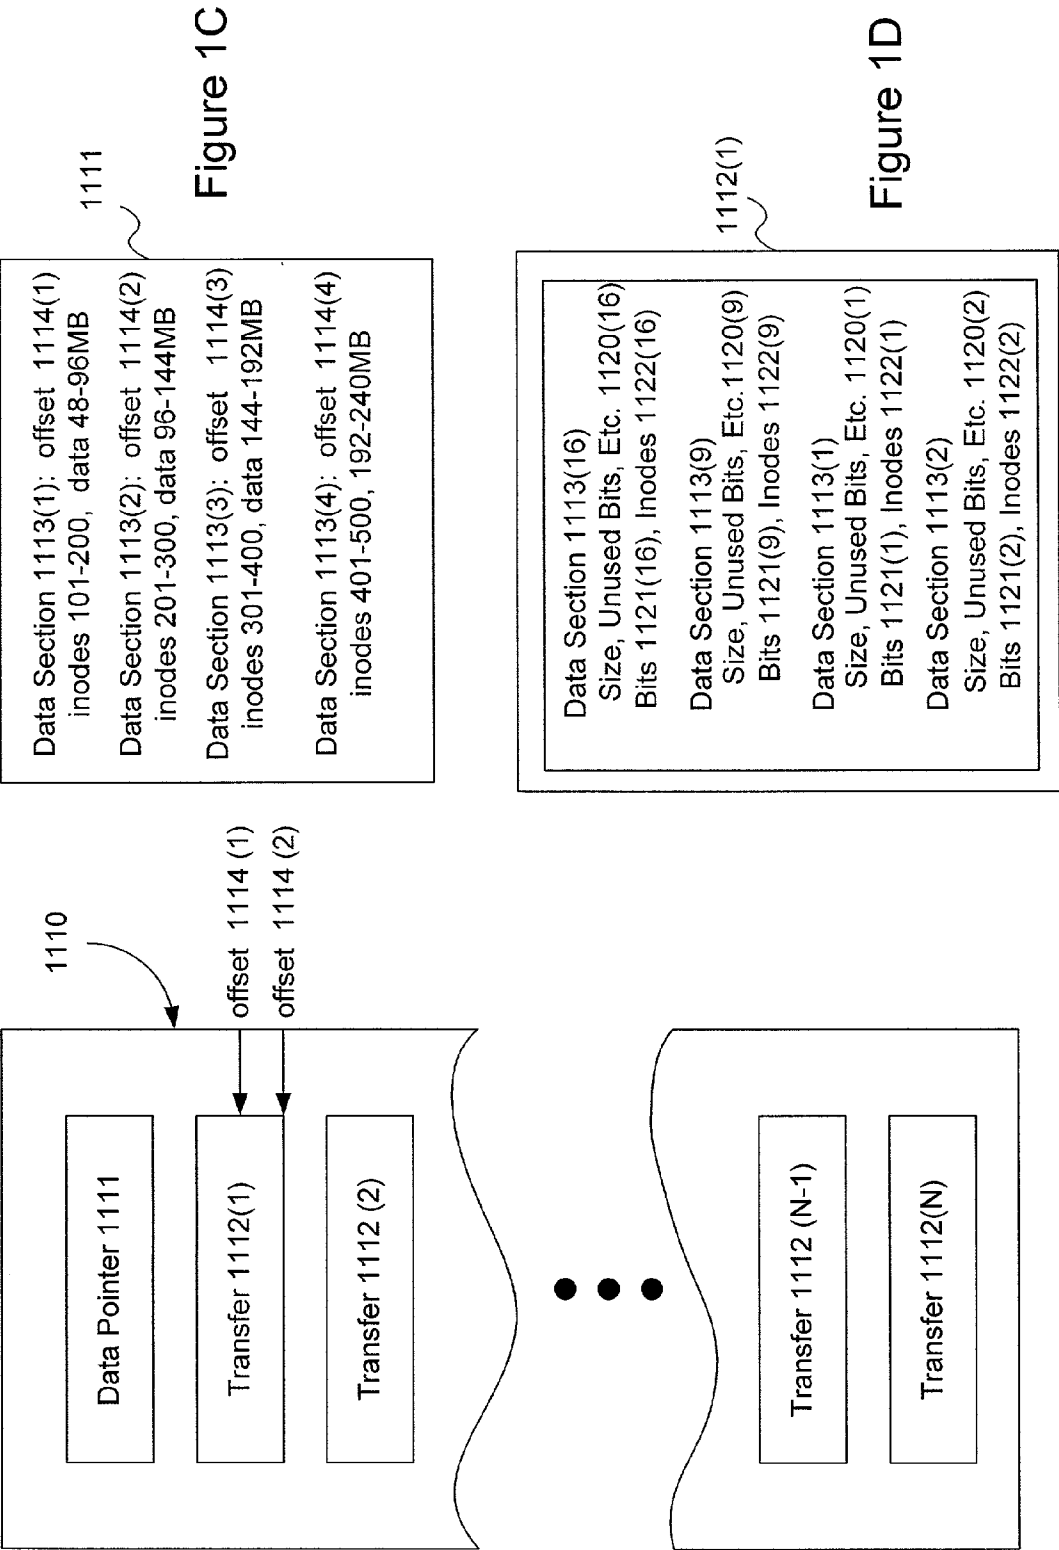 1110
Data Pointer 1111
Transfer 1112(1)
offset 1114 (1)
offset 1114 (2)
Transfer 1112 (2)
Transfer 1112 (N-1)
Transfer 1112(N)
1111
Data Section 1113(1): offset 1114(1)
inodes 101-200, data 48-96MB
Data Section 1113(2): offset 1114(2)
inodes 201-300, data 96-144MB
Data Section 1113(3): offset 1114(3)
inodes 301-400, data 144-192MB
Data Section 1113(4): offset 1114(4)
inodes 401-500, 192-240MB
Figure 1C
1112(1)
Data Section 1113(16)
Size, Unused Bits, Etc. 1120(16)
Bits 1121(16), Inodes 1122(16)
Data Section 1113(9)
Size, Unused Bits, Etc.1120(9)
Bits 1121(9), Inodes 1122(9)
Data Section 1113(1)
Size, Unused Bits, Etc. 1120(1)
Bits 1121(1), Inodes 1122(1)
Data Section 1113(2)
Size, Unused Bits, Etc. 1120(2)
Bits 1121(2), Inodes 1122(2)
Figure 1D